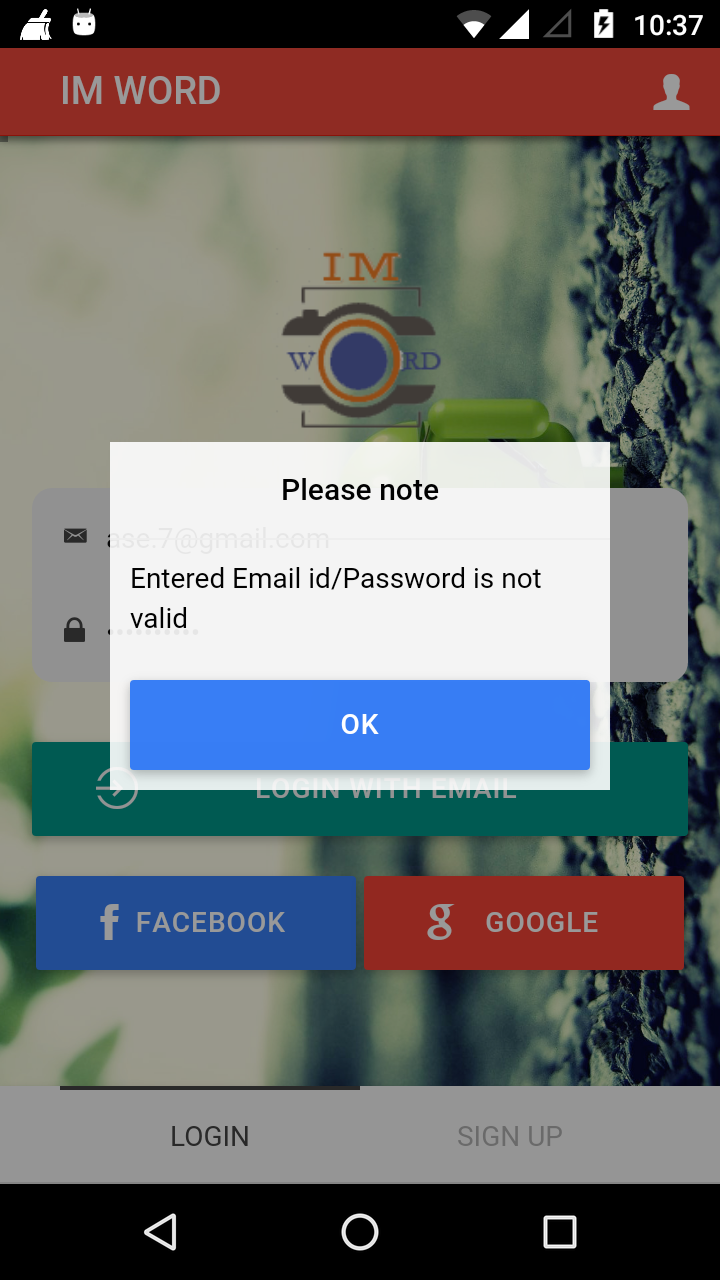 10:37
IM WORD
IM
W RD
Please note
ase.7@gmail.com
Entered Email id/Password is not
valid
OK
LOGIN WITH EMAIL
f FACEBOOK
g GOOGLE
LOGIN
SIGN UP